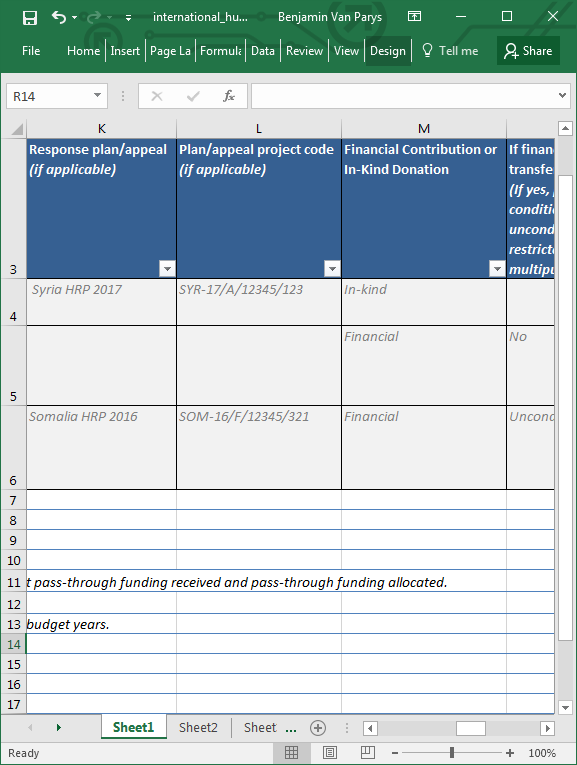 international_hu... Benjamin Van Parys
File Home Insert Page La Formula Data Review View Design Tell me Share
R14 fx
K L M
3 Response plan/appeal Plan/appeal project code Financial Contribution or If finan
(if applicable) (if applicable) In-Kind Donation transfe
(If yes,
conditi
uncond
restricte
multipu
4 Syria HRP 2017 SYR-17/A/12345/123 In-kind
5 Financial No
6 Somalia HRP 2016 SOM-16/F/12345/321 Financial Uncond
7
8
9
10
11 t pass-through funding received and pass-through funding allocated.
12
13 budget years.
14
15
16
17
Sheet1 Sheet2 Sheet ...
Ready 100%